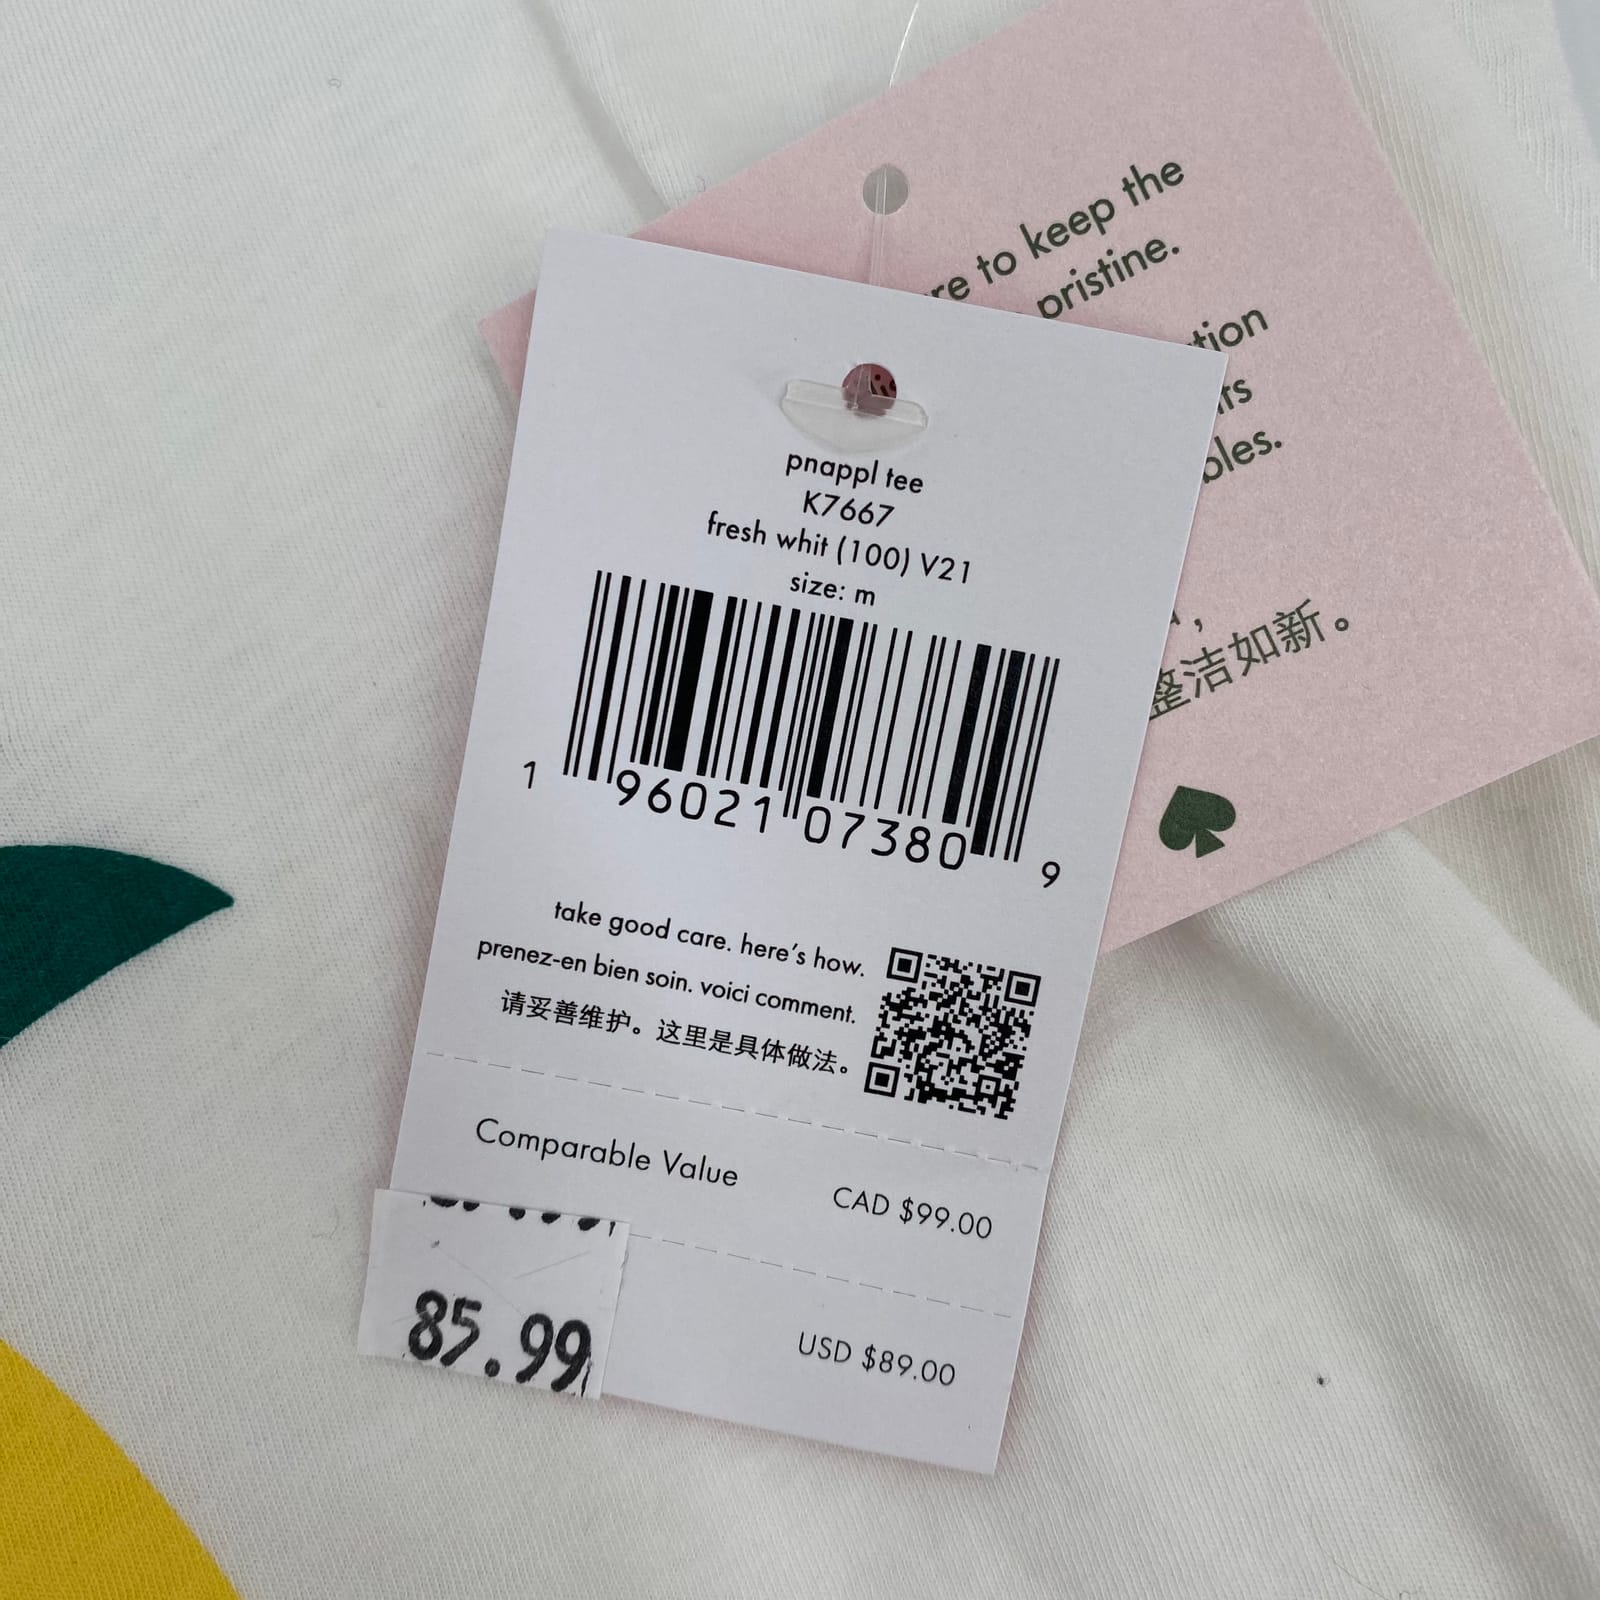 re to keep the
pristine.
tion
ts
bles.
,
整洁如新。
pnappl tee
K7667
fresh whit (100) V21
size: m
1 96021 07380 9
take good care. here's how.
prenez-en bien soin. voici comment.
请妥善维护。这里是具体做法。
Comparable Value CAD $99.00
85.99
USD $89.00